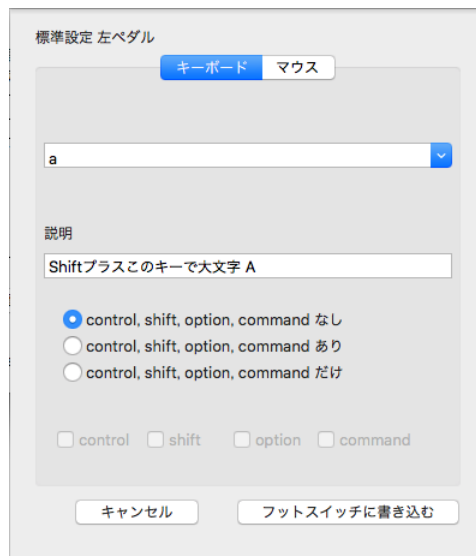 標準設定 左ペダル
キーボード マウス
a
説明
Shiftプラスこのキーで大文字 A
control, shift, option, command なし
control, shift, option, command あり
control, shift, option, command だけ
control shift option command
キャンセル フットスイッチに書き込む